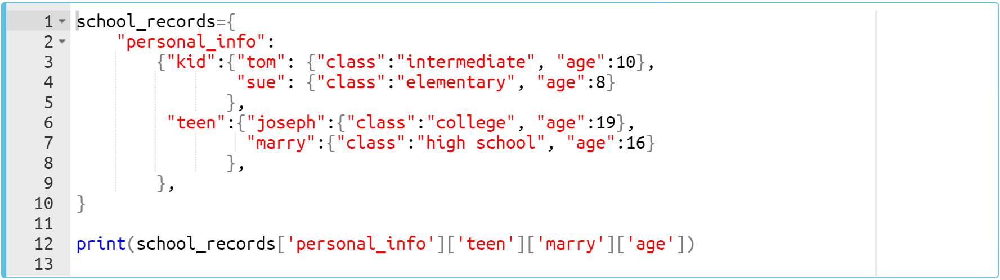 1 school_records={
2     "personal_info":
3         {"kid":{"tom": {"class":"intermediate", "age":10},
4                 "sue": {"class":"elementary", "age":8}
5                },
6          "teen":{"joseph":{"class":"college", "age":19},
7                  "marry":{"class":"high school", "age":16}
8                },
9         },
10 }
11
12 print(school_records['personal_info']['teen']['marry']['age'])
13